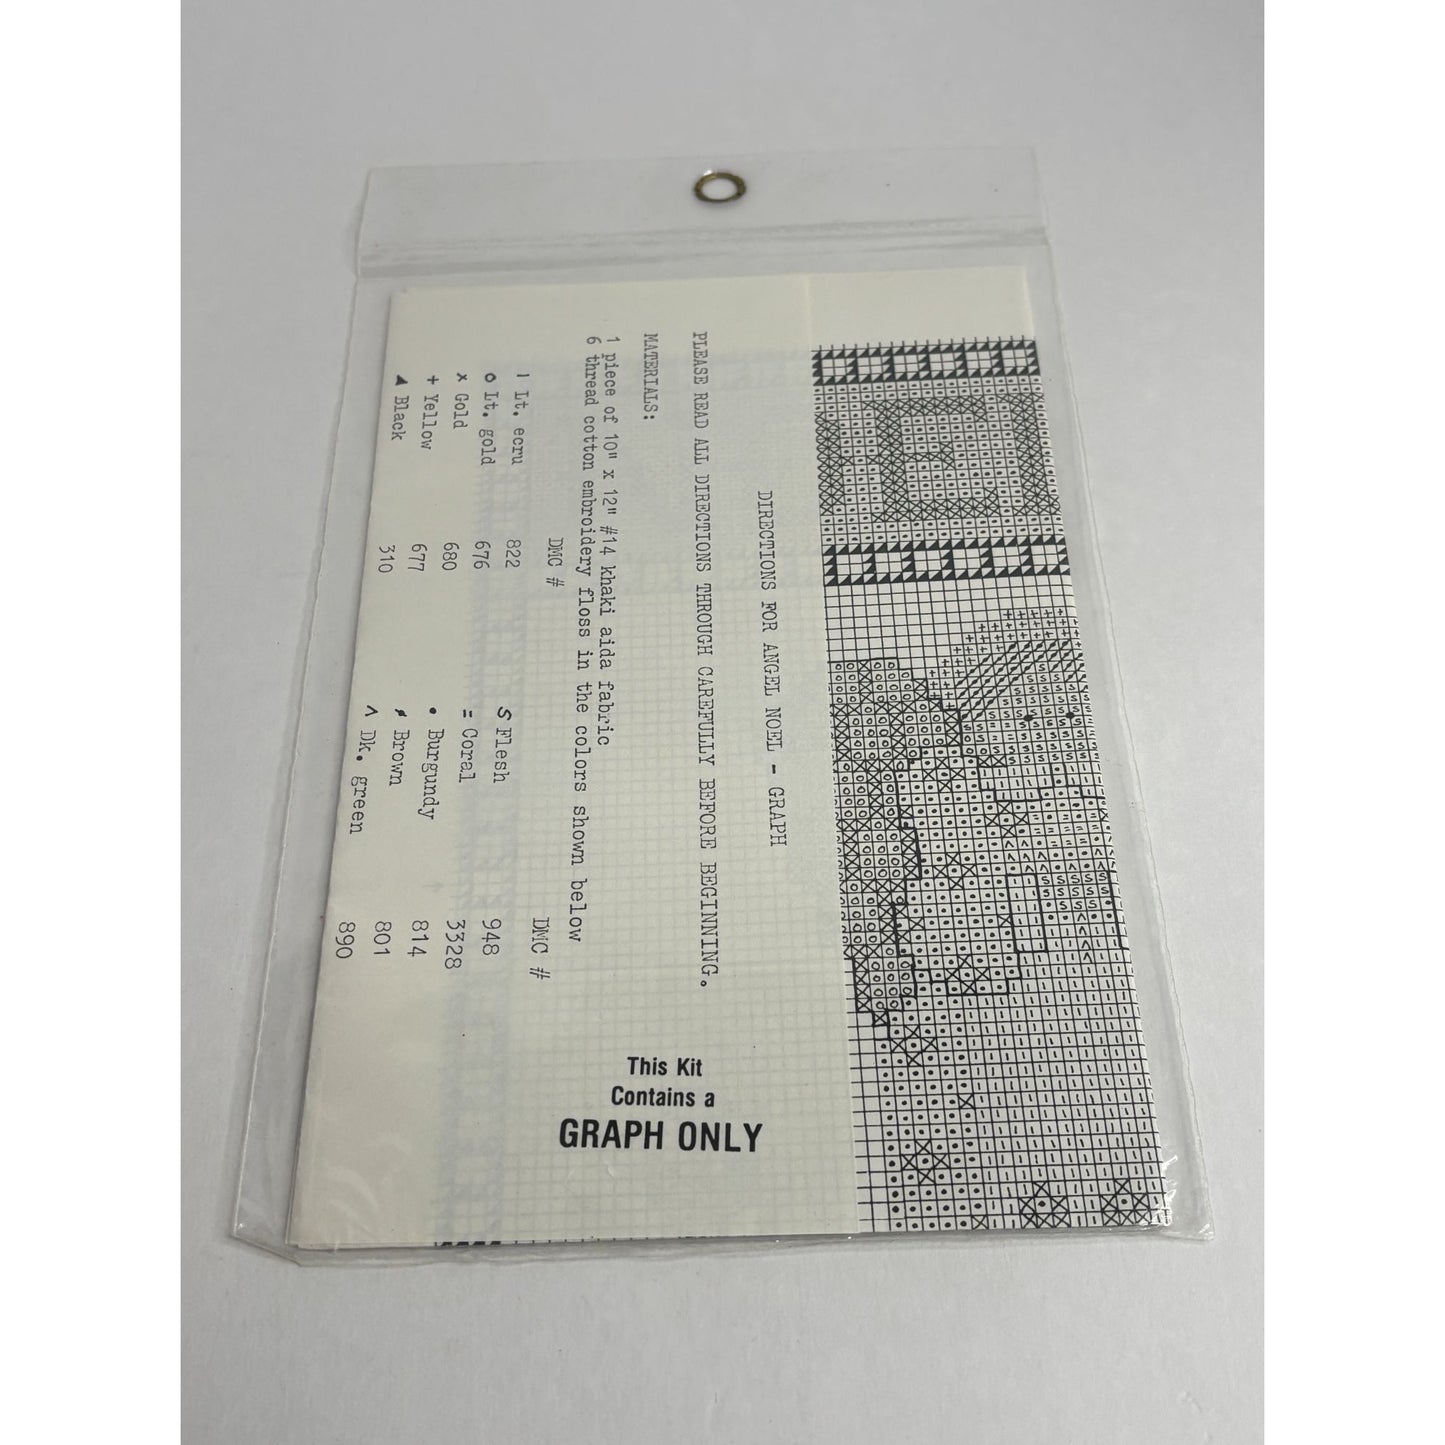 DIRECTIONS FOR ANGEL NOEL - GRAPH
PLEASE READ ALL DIRECTIONS THROUGH CAREFULLY BEFORE BEGINNING.
MATERIALS:
1 piece of 10" x 12" #14 khaki aida fabric
6 thread cotton embroidery floss in the colors shown below
DMC # DMC #
ı Lt. ecru 822 S Flesh 948
o Lt. gold 676 = Coral 3328
x Gold 680 • Burgundy 814
+ Yellow 677 Brown 801
Black 310 ^ Dk. green 890
This Kit
Contains a
GRAPH ONLY